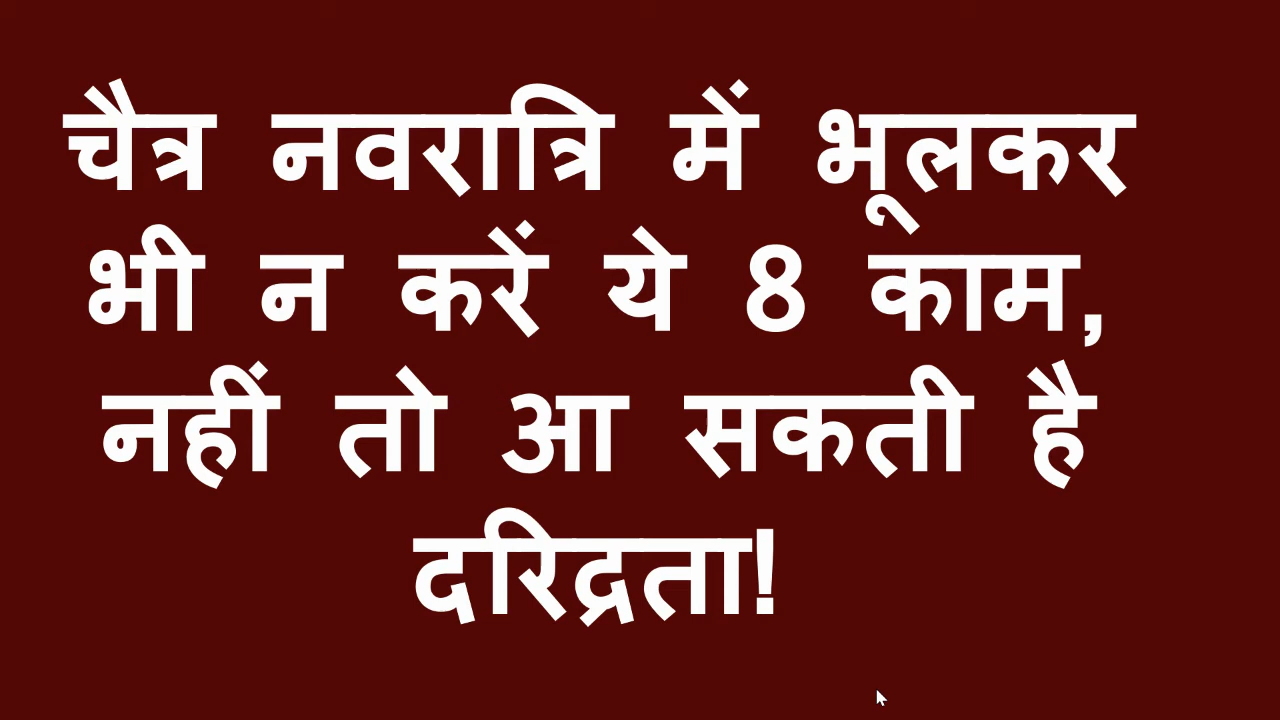 चैत्र नवरात्रि में भूलकर
भी न करें ये 8 काम,
नहीं तो आ सकती है
दरिद्रता!